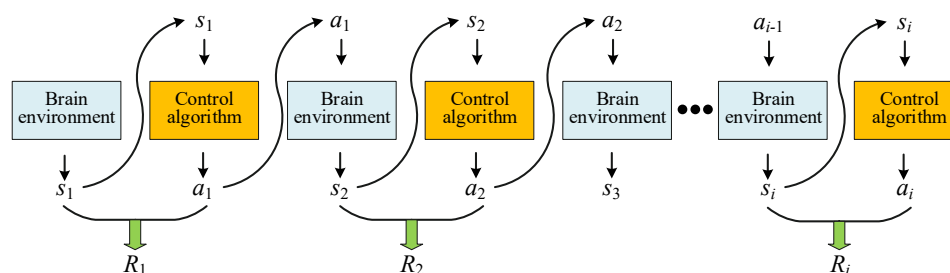 s₁ a₁ s₂ a₂ aᵢ₋₁ sᵢ
Brain environment
Control algorithm
Brain environment
Control algorithm
Brain environment
Brain environment
Control algorithm
s₁ a₁ s₂ a₂ s₃ sᵢ aᵢ
R₁ R₂ Rᵢ